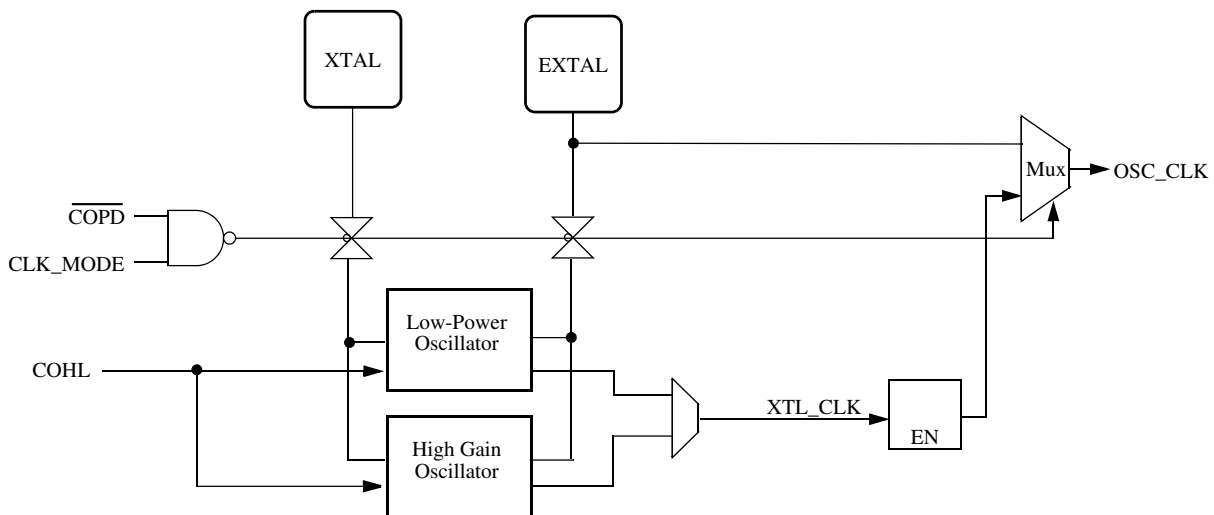 XTAL
EXTAL
Mux
OSC_CLK
COPD
CLK_MODE
Low-Power
Oscillator
COHL
XTL_CLK
EN
High Gain
Oscillator